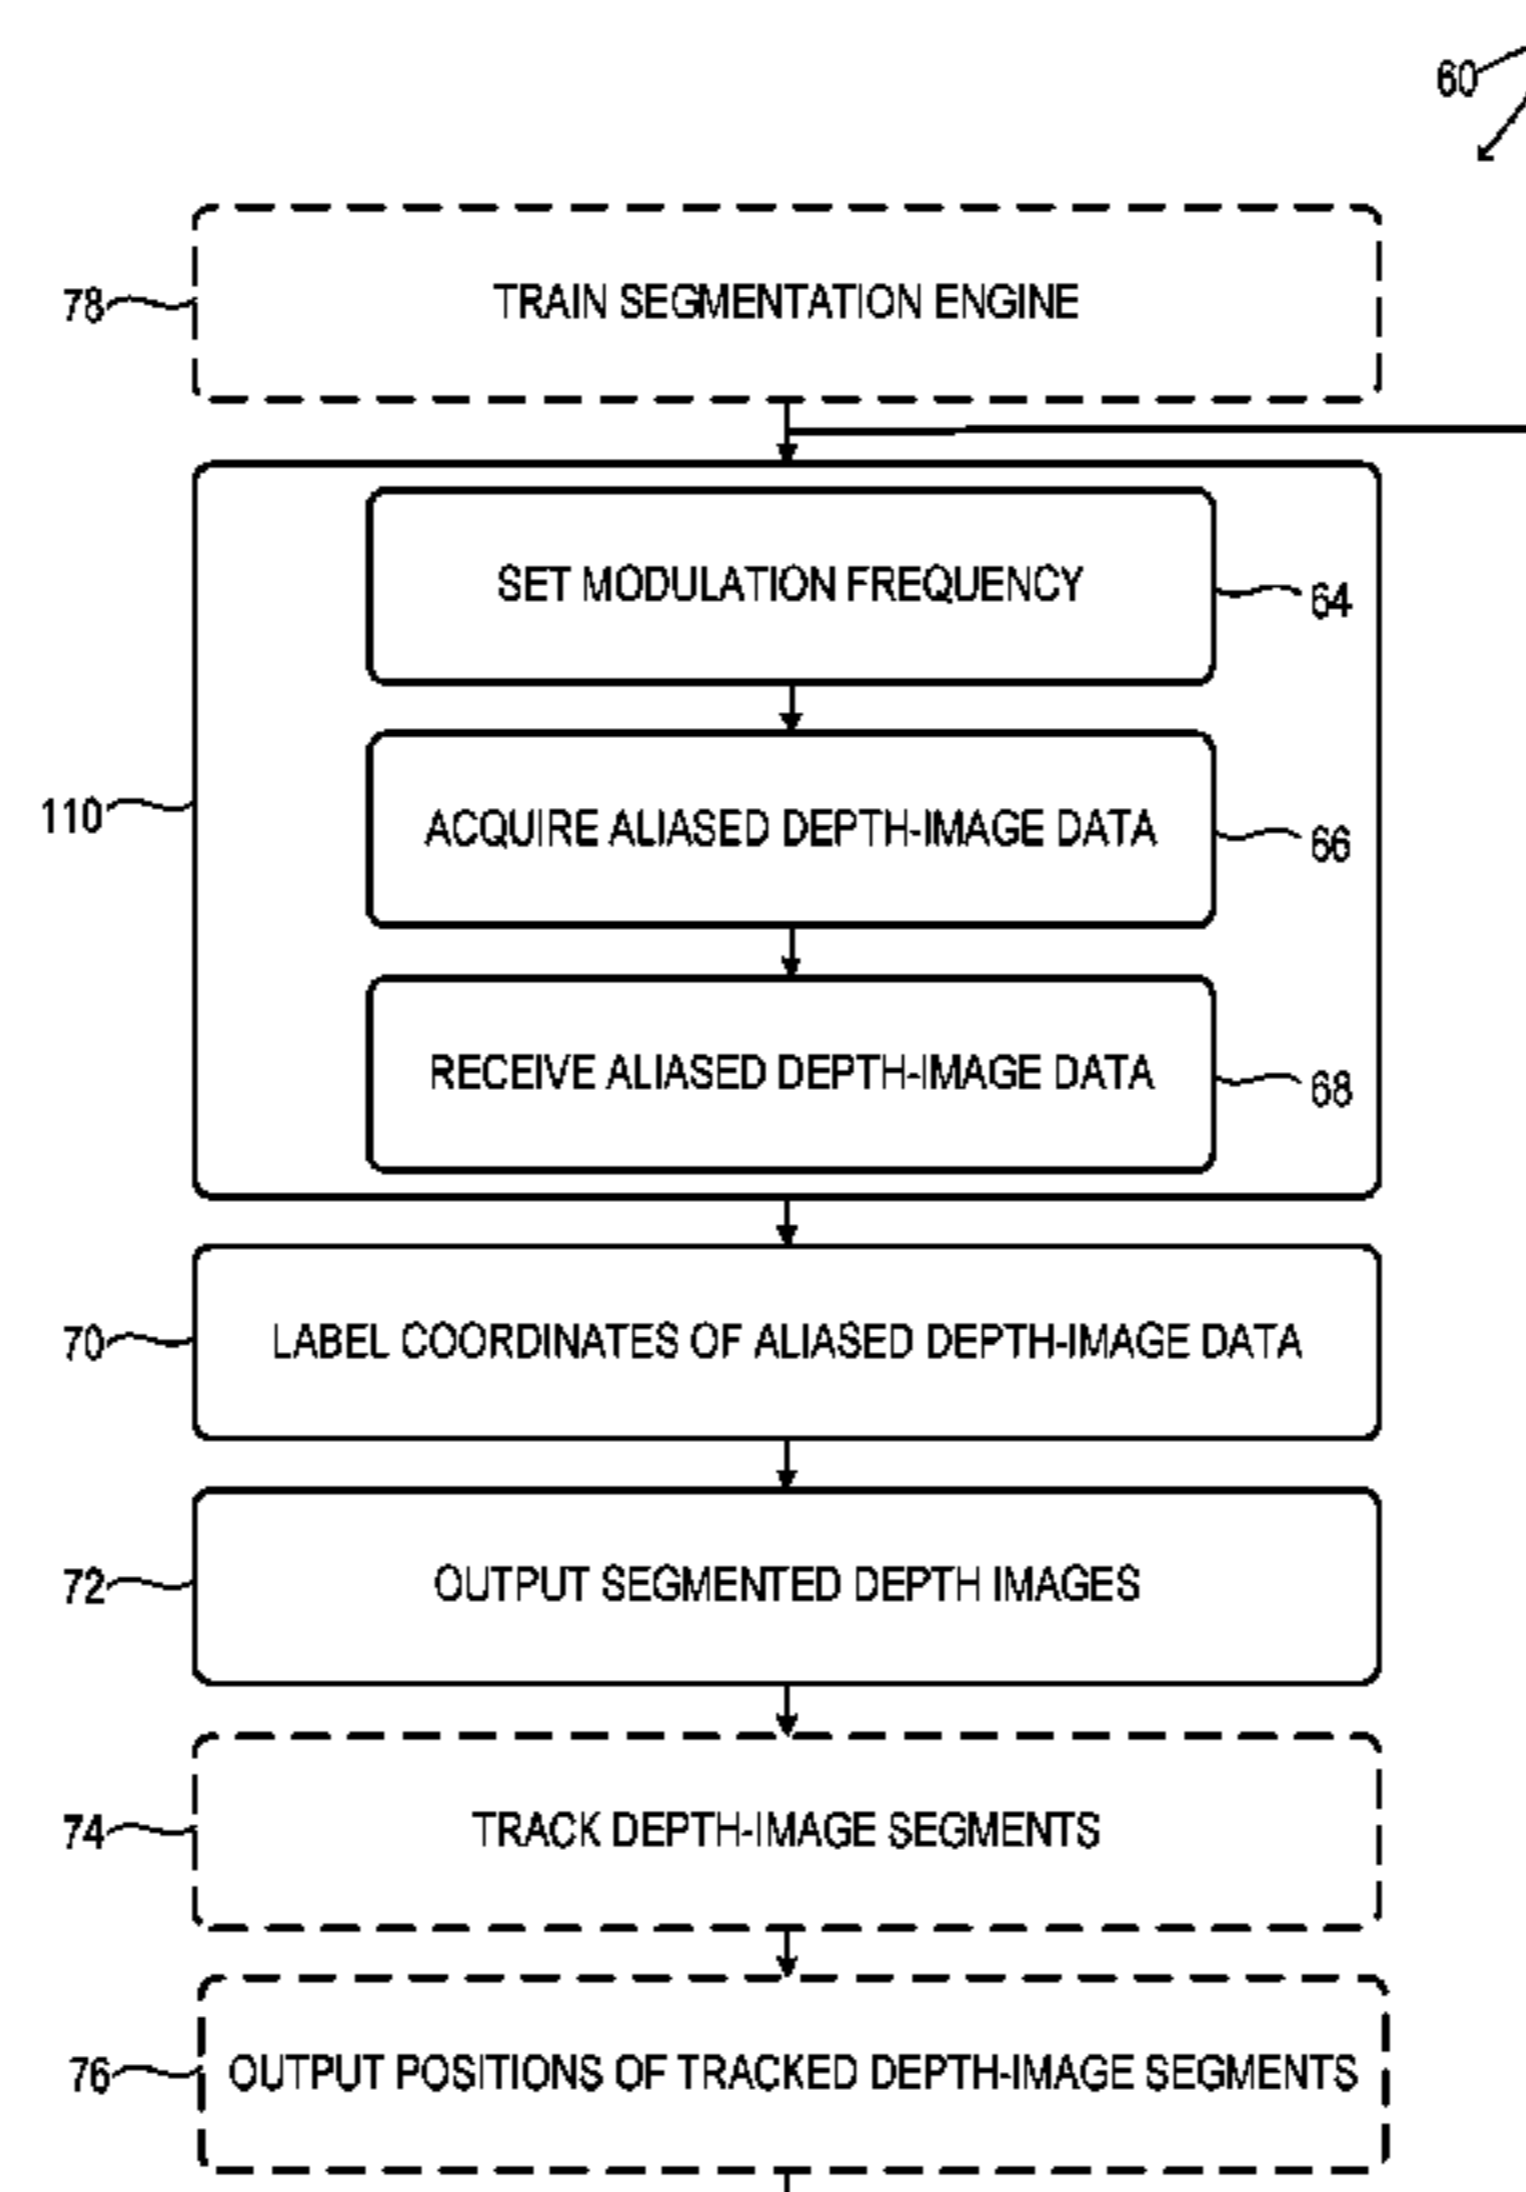 60
78
TRAIN SEGMENTATION ENGINE
SET MODULATION FREQUENCY
64
110
ACQUIRE ALIASED DEPTH-IMAGE DATA
66
RECEIVE ALIASED DEPTH-IMAGE DATA
68
70
LABEL COORDINATES OF ALIASED DEPTH-IMAGE DATA
72
OUTPUT SEGMENTED DEPTH IMAGES
74
TRACK DEPTH-IMAGE SEGMENTS
76
OUTPUT POSITIONS OF TRACKED DEPTH-IMAGE SEGMENTS